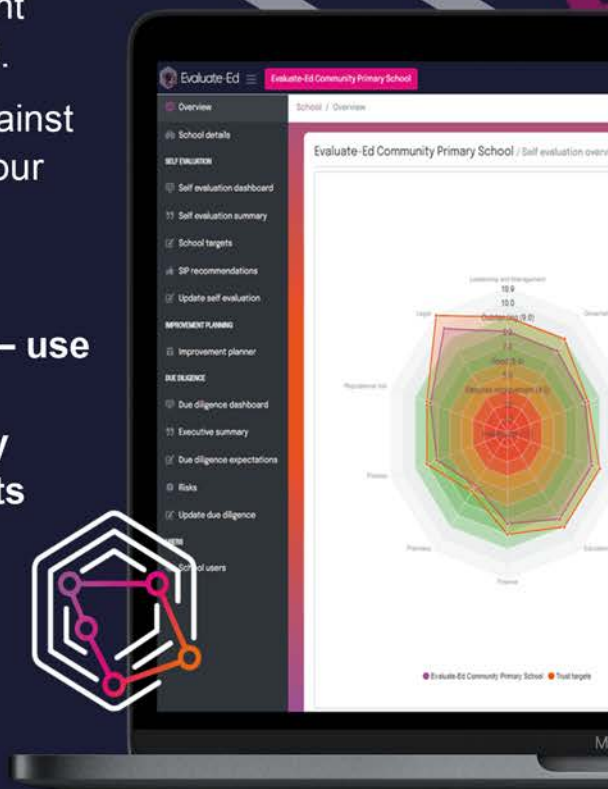 nt
.
ainst
our
– use
y
ts
Evaluate-Ed
Evaluate-Ed Community Primary School
Overview
School details
SELF EVALUATION
Self evaluation dashboard
Self evaluation summary
School targets
SIP recommendations
Update self evaluation
IMPROVEMENT PLANNING
Improvement planner
DUE DILIGENCE
Due diligence dashboard
Executive summary
Due diligence expectations
Risks
Update due diligence
USERS
School users
School / Overview
Evaluate-Ed Community Primary School / Self evaluation overv
Leadership and Management
10.9
10.0
Outstanding (9.0)
Legal
Governa
Reputational risk
Finance
Evaluate-Ed Community Primary School
Trust targets
M